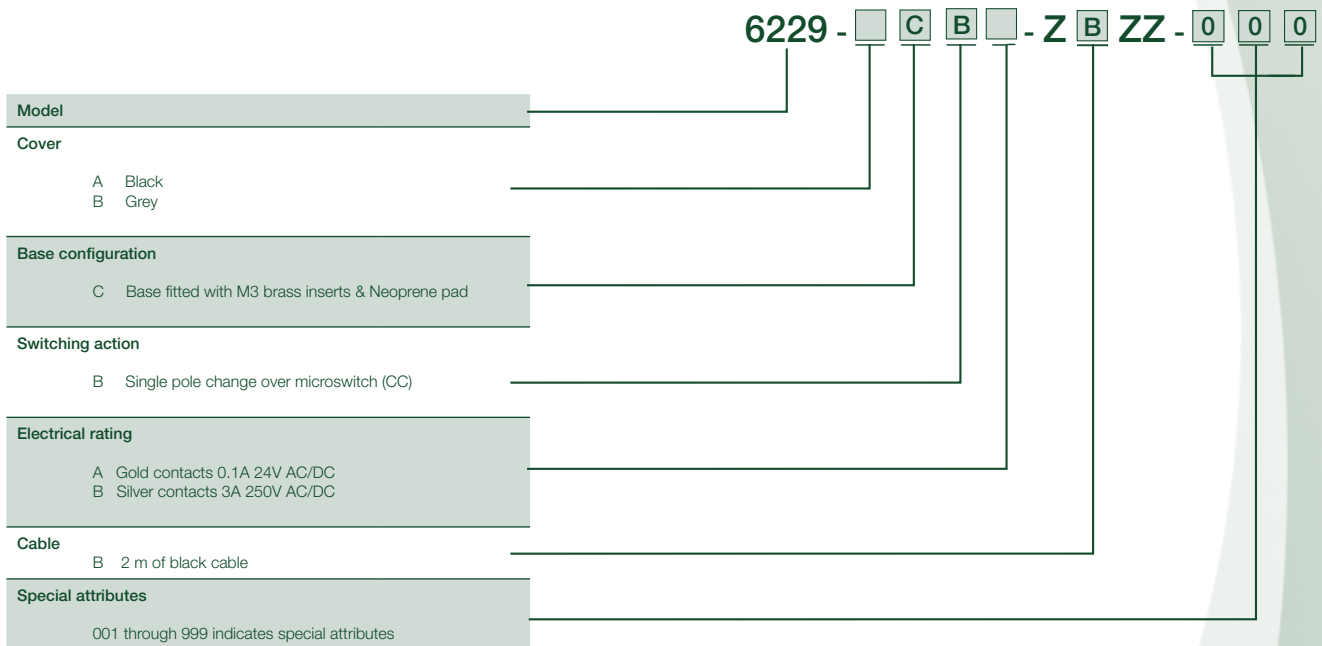 6229 - C B - Z B ZZ - 0 0 0
Model
Cover
A Black
B Grey
Base configuration
C Base fitted with M3 brass inserts & Neoprene pad
Switching action
B Single pole change over microswitch (CC)
Electrical rating
A Gold contacts 0.1A 24V AC/DC
B Silver contacts 3A 250V AC/DC
Cable
B 2 m of black cable
Special attributes
001 through 999 indicates special attributes